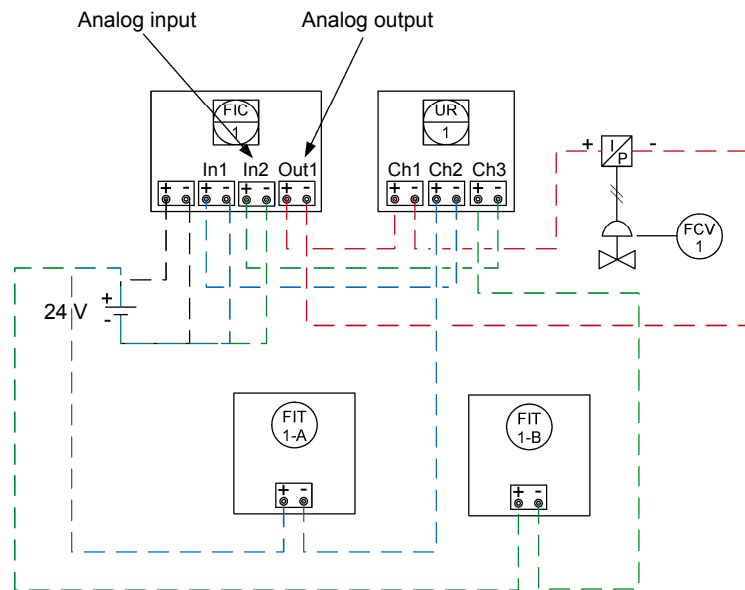 Analog input
Analog output
FIC
1
UR
1
In1 In2 Out1
Ch1 Ch2 Ch3
+ - + - + - + -
+ - + - + -
+ I -
P
FCV
1
24 V
+
-
FIT
1-A
FIT
1-B
+ -
+ -